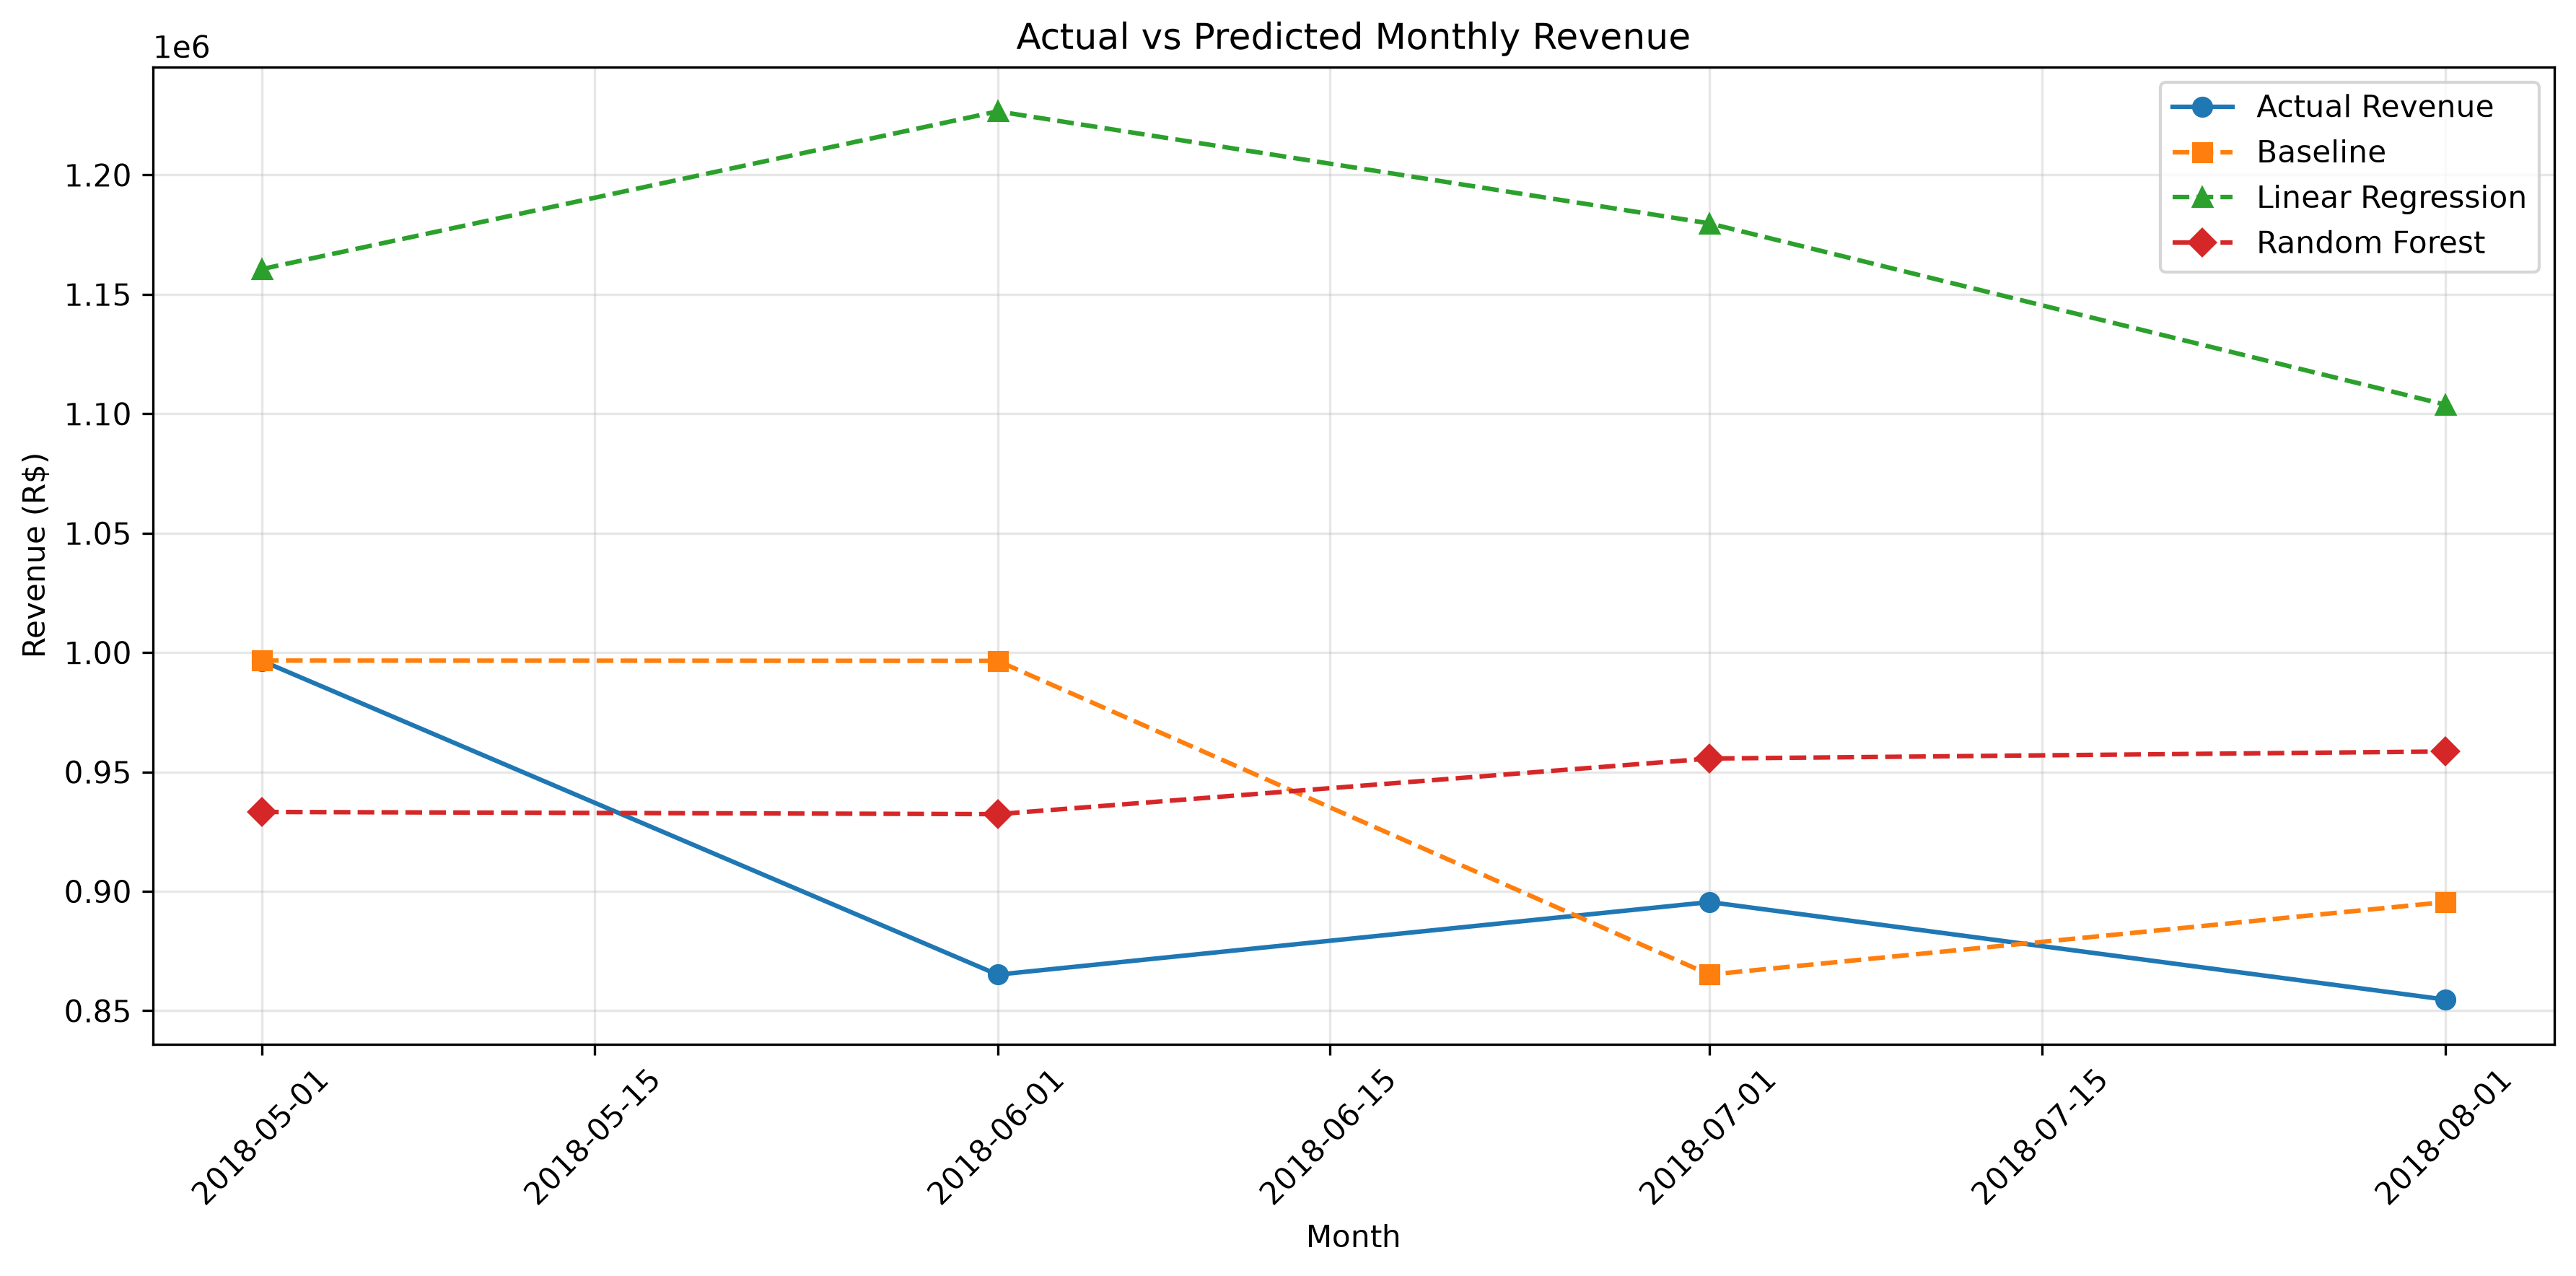 Actual vs Predicted Monthly Revenue
1e6
Actual Revenue
Baseline
Linear Regression
Random Forest
1.20
1.15
1.10
1.05
1.00
0.95
0.90
0.85
Revenue (R$)
2018-05-01
2018-05-15
2018-06-01
2018-06-15
2018-07-01
2018-07-15
2018-08-01
Month